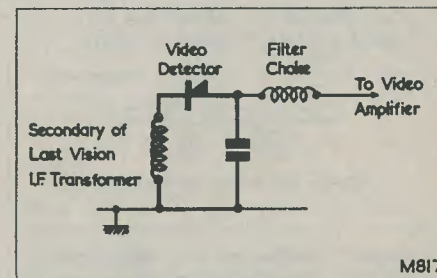 Video
Detector
Filter
Choke
To Video
Amplifier
Secondary of
Last Vision
I.F. Transformer
M817